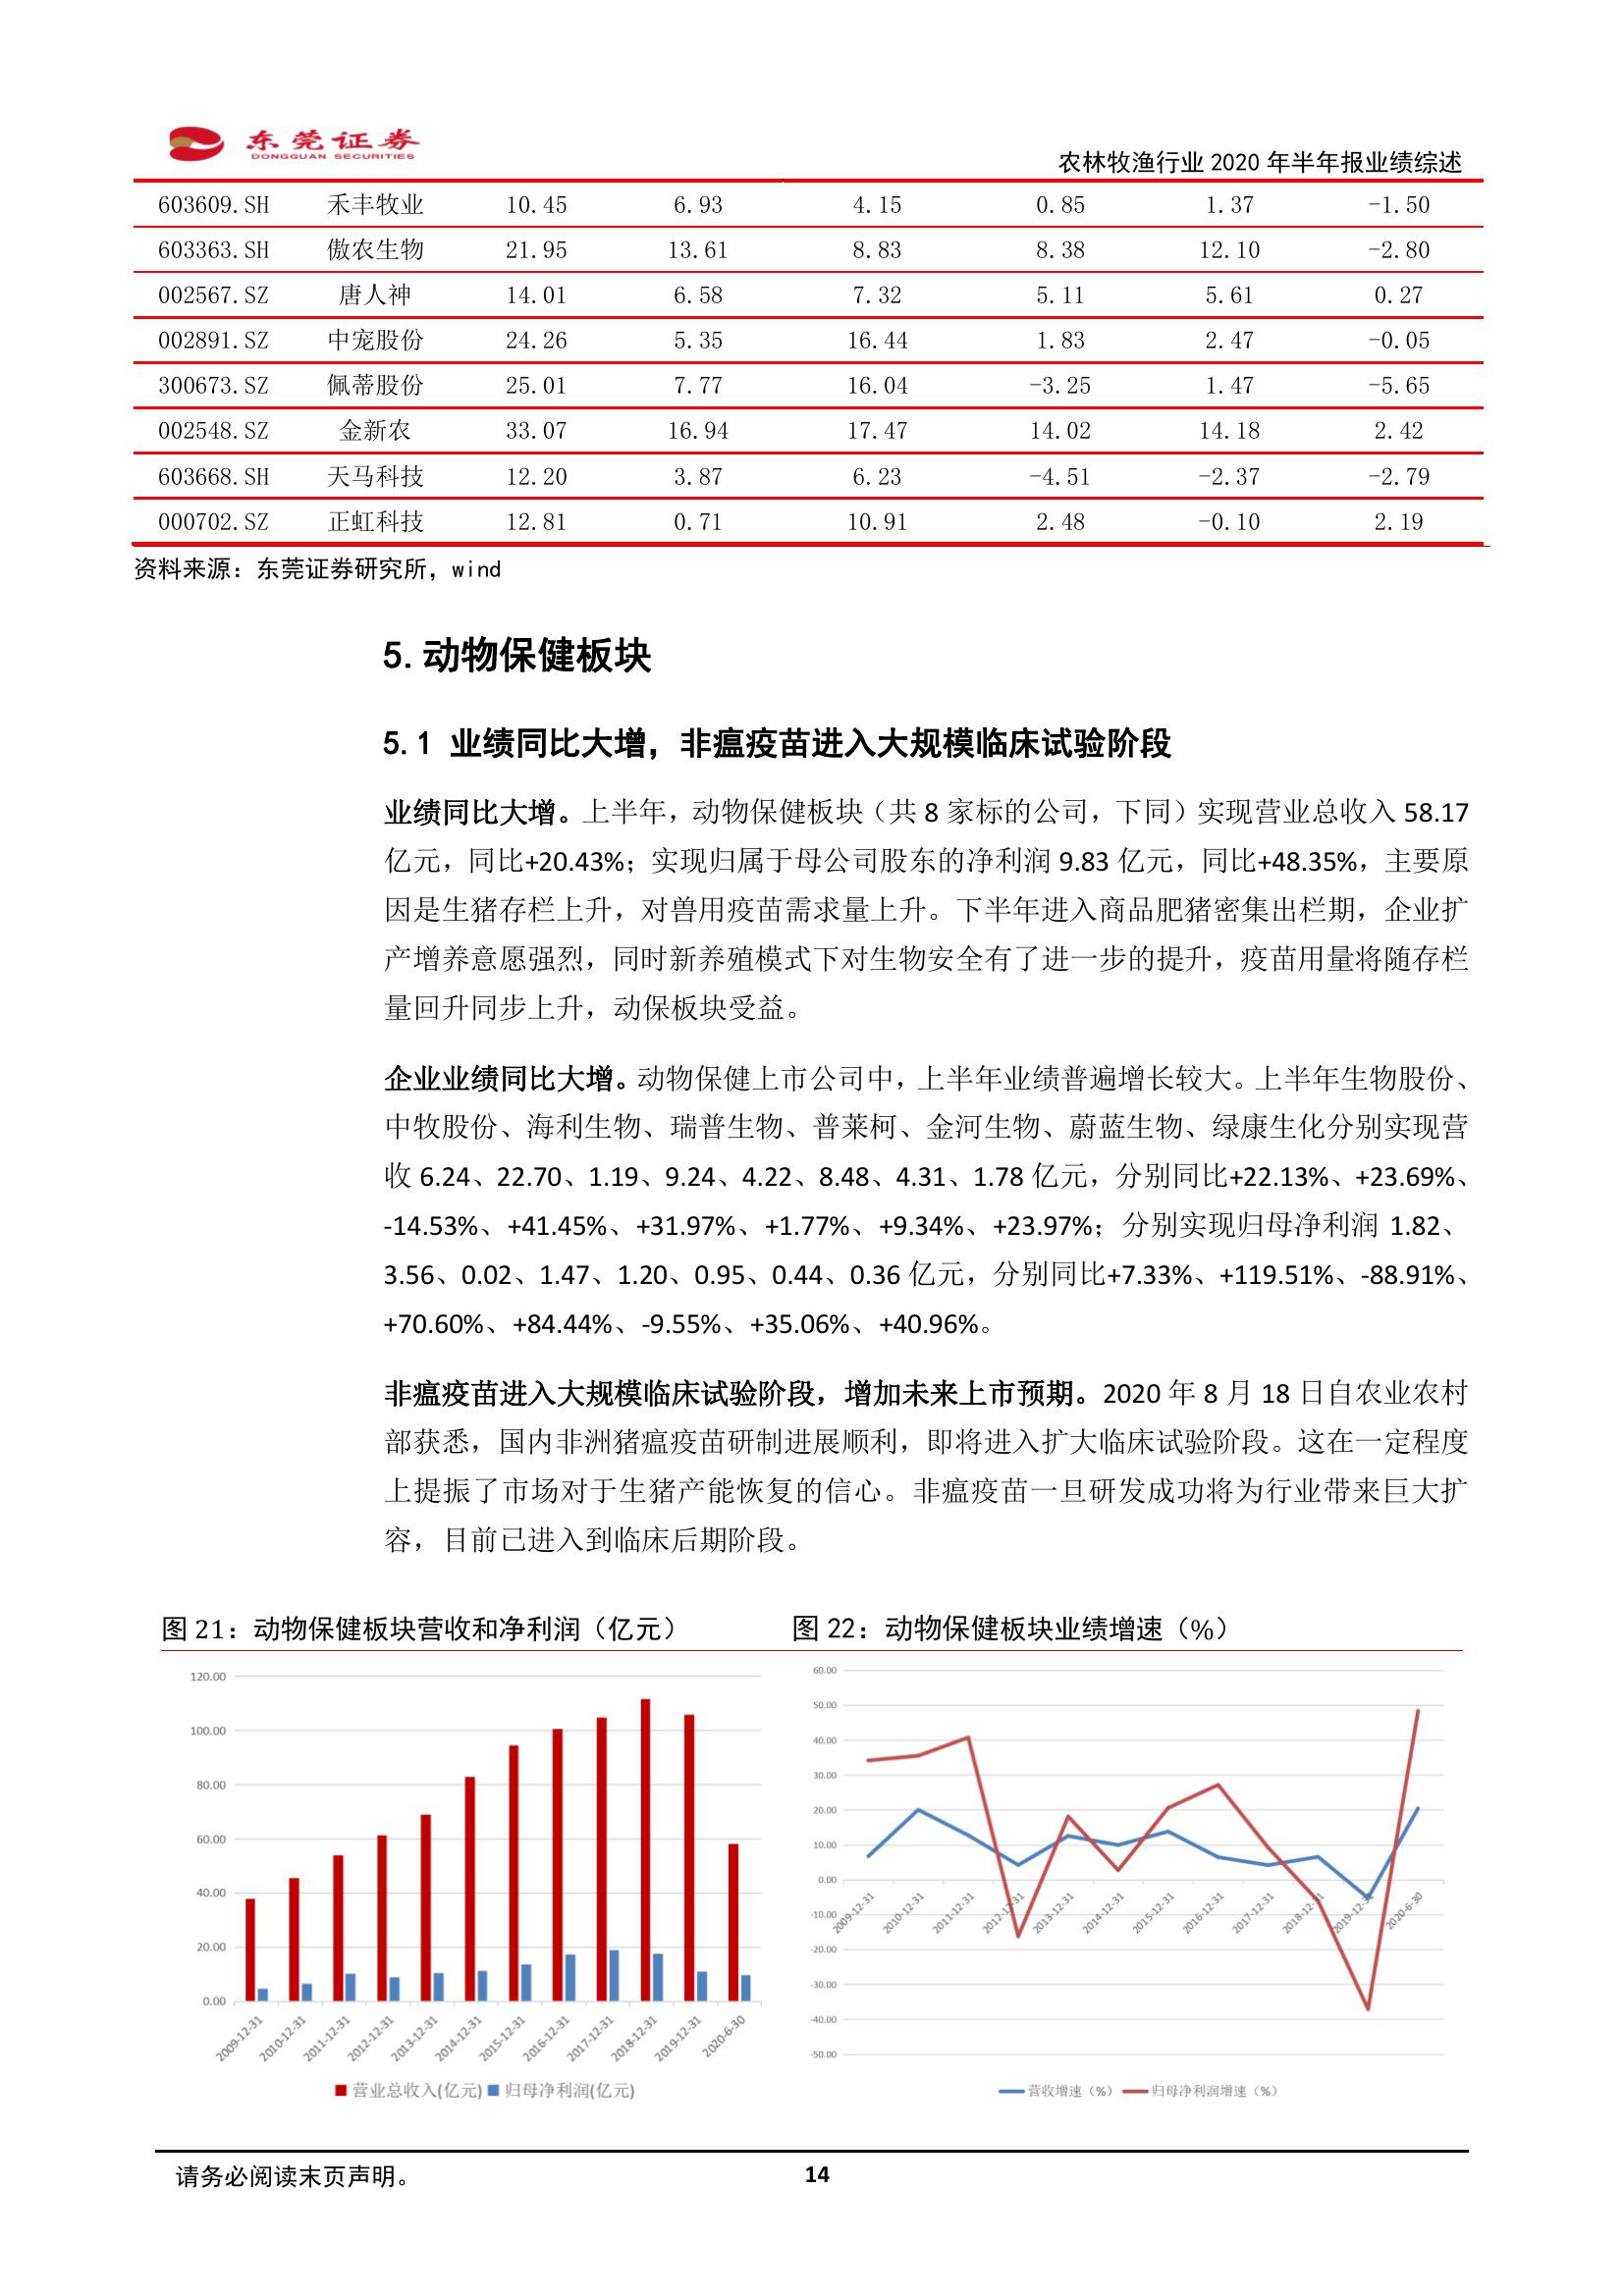 东莞证券
DONGGUAN SECURITIES
农林牧渔行业 2020 年半年报业绩综述
603609.SH 禾丰牧业 10.45 6.93 4.15 0.85 1.37 -1.50
603363.SH 傲农生物 21.95 13.61 8.83 8.38 12.10 -2.80
002567.SZ 唐人神 14.01 6.58 7.32 5.11 5.61 0.27
002891.SZ 中宠股份 24.26 5.35 16.44 1.83 2.47 -0.05
300673.SZ 佩蒂股份 25.01 7.77 16.04 -3.25 1.47 -5.65
002548.SZ 金新农 33.07 16.94 17.47 14.02 14.18 2.42
603668.SH 天马科技 12.20 3.87 6.23 -4.51 -2.37 -2.79
000702.SZ 正虹科技 12.81 0.71 10.91 2.48 -0.10 2.19
资料来源：东莞证券研究所，wind
5.动物保健板块
5.1 业绩同比大增，非瘟疫苗进入大规模临床试验阶段
业绩同比大增。上半年，动物保健板块（共 8 家标的公司，下同）实现营业总收入 58.17
亿元，同比+20.43%；实现归属于母公司股东的净利润 9.83 亿元，同比+48.35%，主要原
因是生猪存栏上升，对兽用疫苗需求量上升。下半年进入商品肥猪密集出栏期，企业扩
产增养意愿强烈，同时新养殖模式下对生物安全有了进一步的提升，疫苗用量将随存栏
量回升同步上升，动保板块受益。
企业业绩同比大增。动物保健上市公司中，上半年业绩普遍增长较大。上半年生物股份、
中牧股份、海利生物、瑞普生物、普莱柯、金河生物、蔚蓝生物、绿康生化分别实现营
收 6.24、22.70、1.19、9.24、4.22、8.48、4.31、1.78 亿元，分别同比+22.13%、+23.69%、
-14.53%、+41.45%、+31.97%、+1.77%、+9.34%、+23.97%；分别实现归母净利润 1.82、
3.56、0.02、1.47、1.20、0.95、0.44、0.36 亿元，分别同比+7.33%、+119.51%、-88.91%、
+70.60%、+84.44%、-9.55%、+35.06%、+40.96%。
非瘟疫苗进入大规模临床试验阶段，增加未来上市预期。2020 年 8 月 18 日自农业农村
部获悉，国内非洲猪瘟疫苗研制进展顺利，即将进入扩大临床试验阶段。这在一定程度
上提振了市场对于生猪产能恢复的信心。非瘟疫苗一旦研发成功将为行业带来巨大扩
容，目前已进入到临床后期阶段。
图 21：动物保健板块营收和净利润（亿元）
120.00
100.00
80.00
60.00
40.00
20.00
0.00
2009-12-31 2010-12-31 2011-12-31 2012-12-31 2013-12-31 2014-12-31 2015-12-31 2016-12-31 2017-12-31 2018-12-31 2019-12-31 2020-6-30
营业总收入(亿元) 归母净利润(亿元)
图 22：动物保健板块业绩增速（%）
60.00
50.00
40.00
30.00
20.00
10.00
0.00
-10.00
-20.00
-30.00
-40.00
-50.00
2009-12-31 2010-12-31 2011-12-31 2012-12-31 2013-12-31 2014-12-31 2015-12-31 2016-12-31 2017-12-31 2018-12-31 2019-12-31 2020-6-30
营收增速（%） 归母净利润增速（%）
请务必阅读末页声明。
14